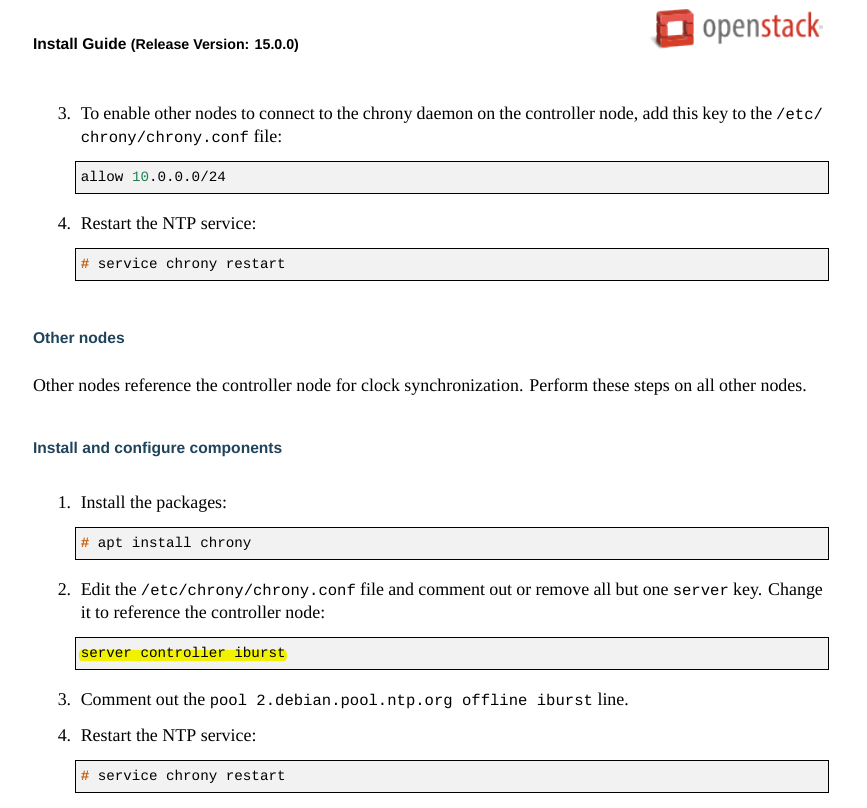 openstack
Install Guide (Release Version: 15.0.0)
3. To enable other nodes to connect to the chrony daemon on the controller node, add this key to the /etc/
chrony/chrony.conf file:
allow 10.0.0.0/24
4. Restart the NTP service:
# service chrony restart
Other nodes
Other nodes reference the controller node for clock synchronization. Perform these steps on all other nodes.
Install and configure components
1. Install the packages:
# apt install chrony
2. Edit the /etc/chrony/chrony.conf file and comment out or remove all but one server key. Change
it to reference the controller node:
server controller iburst
3. Comment out the pool 2.debian.pool.ntp.org offline iburst line.
4. Restart the NTP service:
# service chrony restart